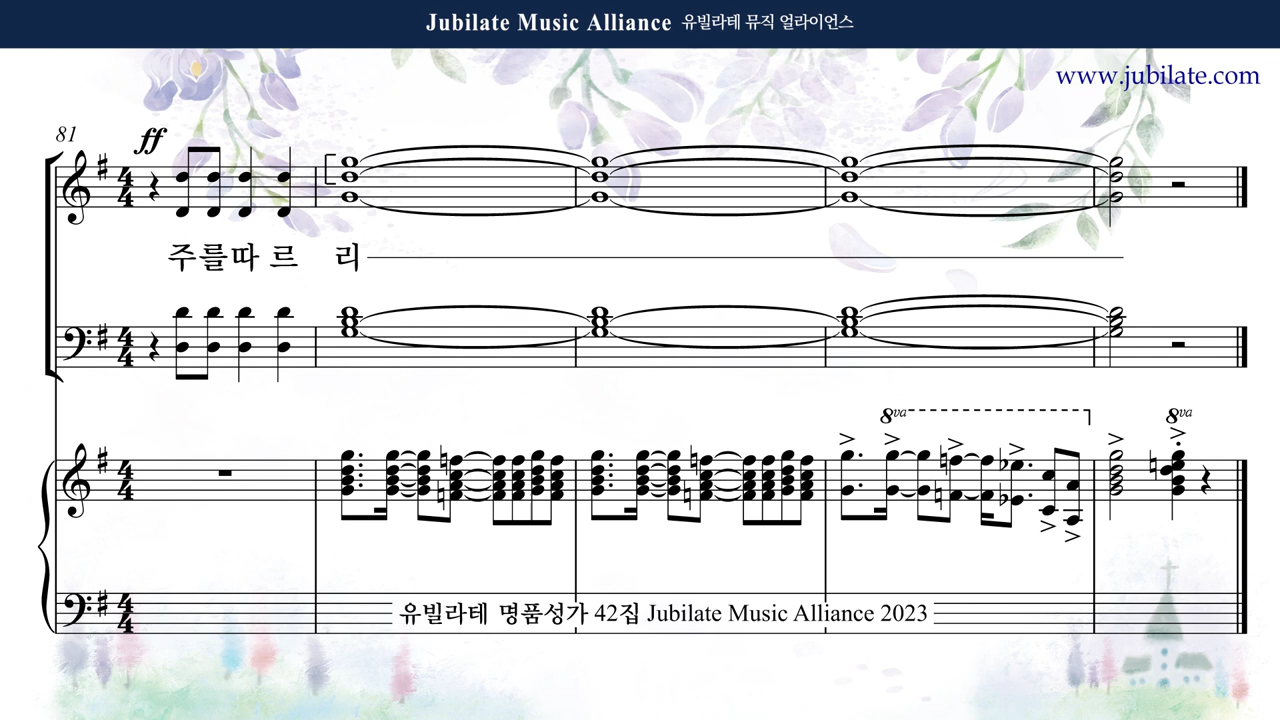 Jubilate Music Alliance 유빌라테 뮤직 얼라이언스
www.jubilate.com
81
ff
주를따 르 리
8va
8va
유빌라테 명품성가 42집 Jubilate Music Alliance 2023